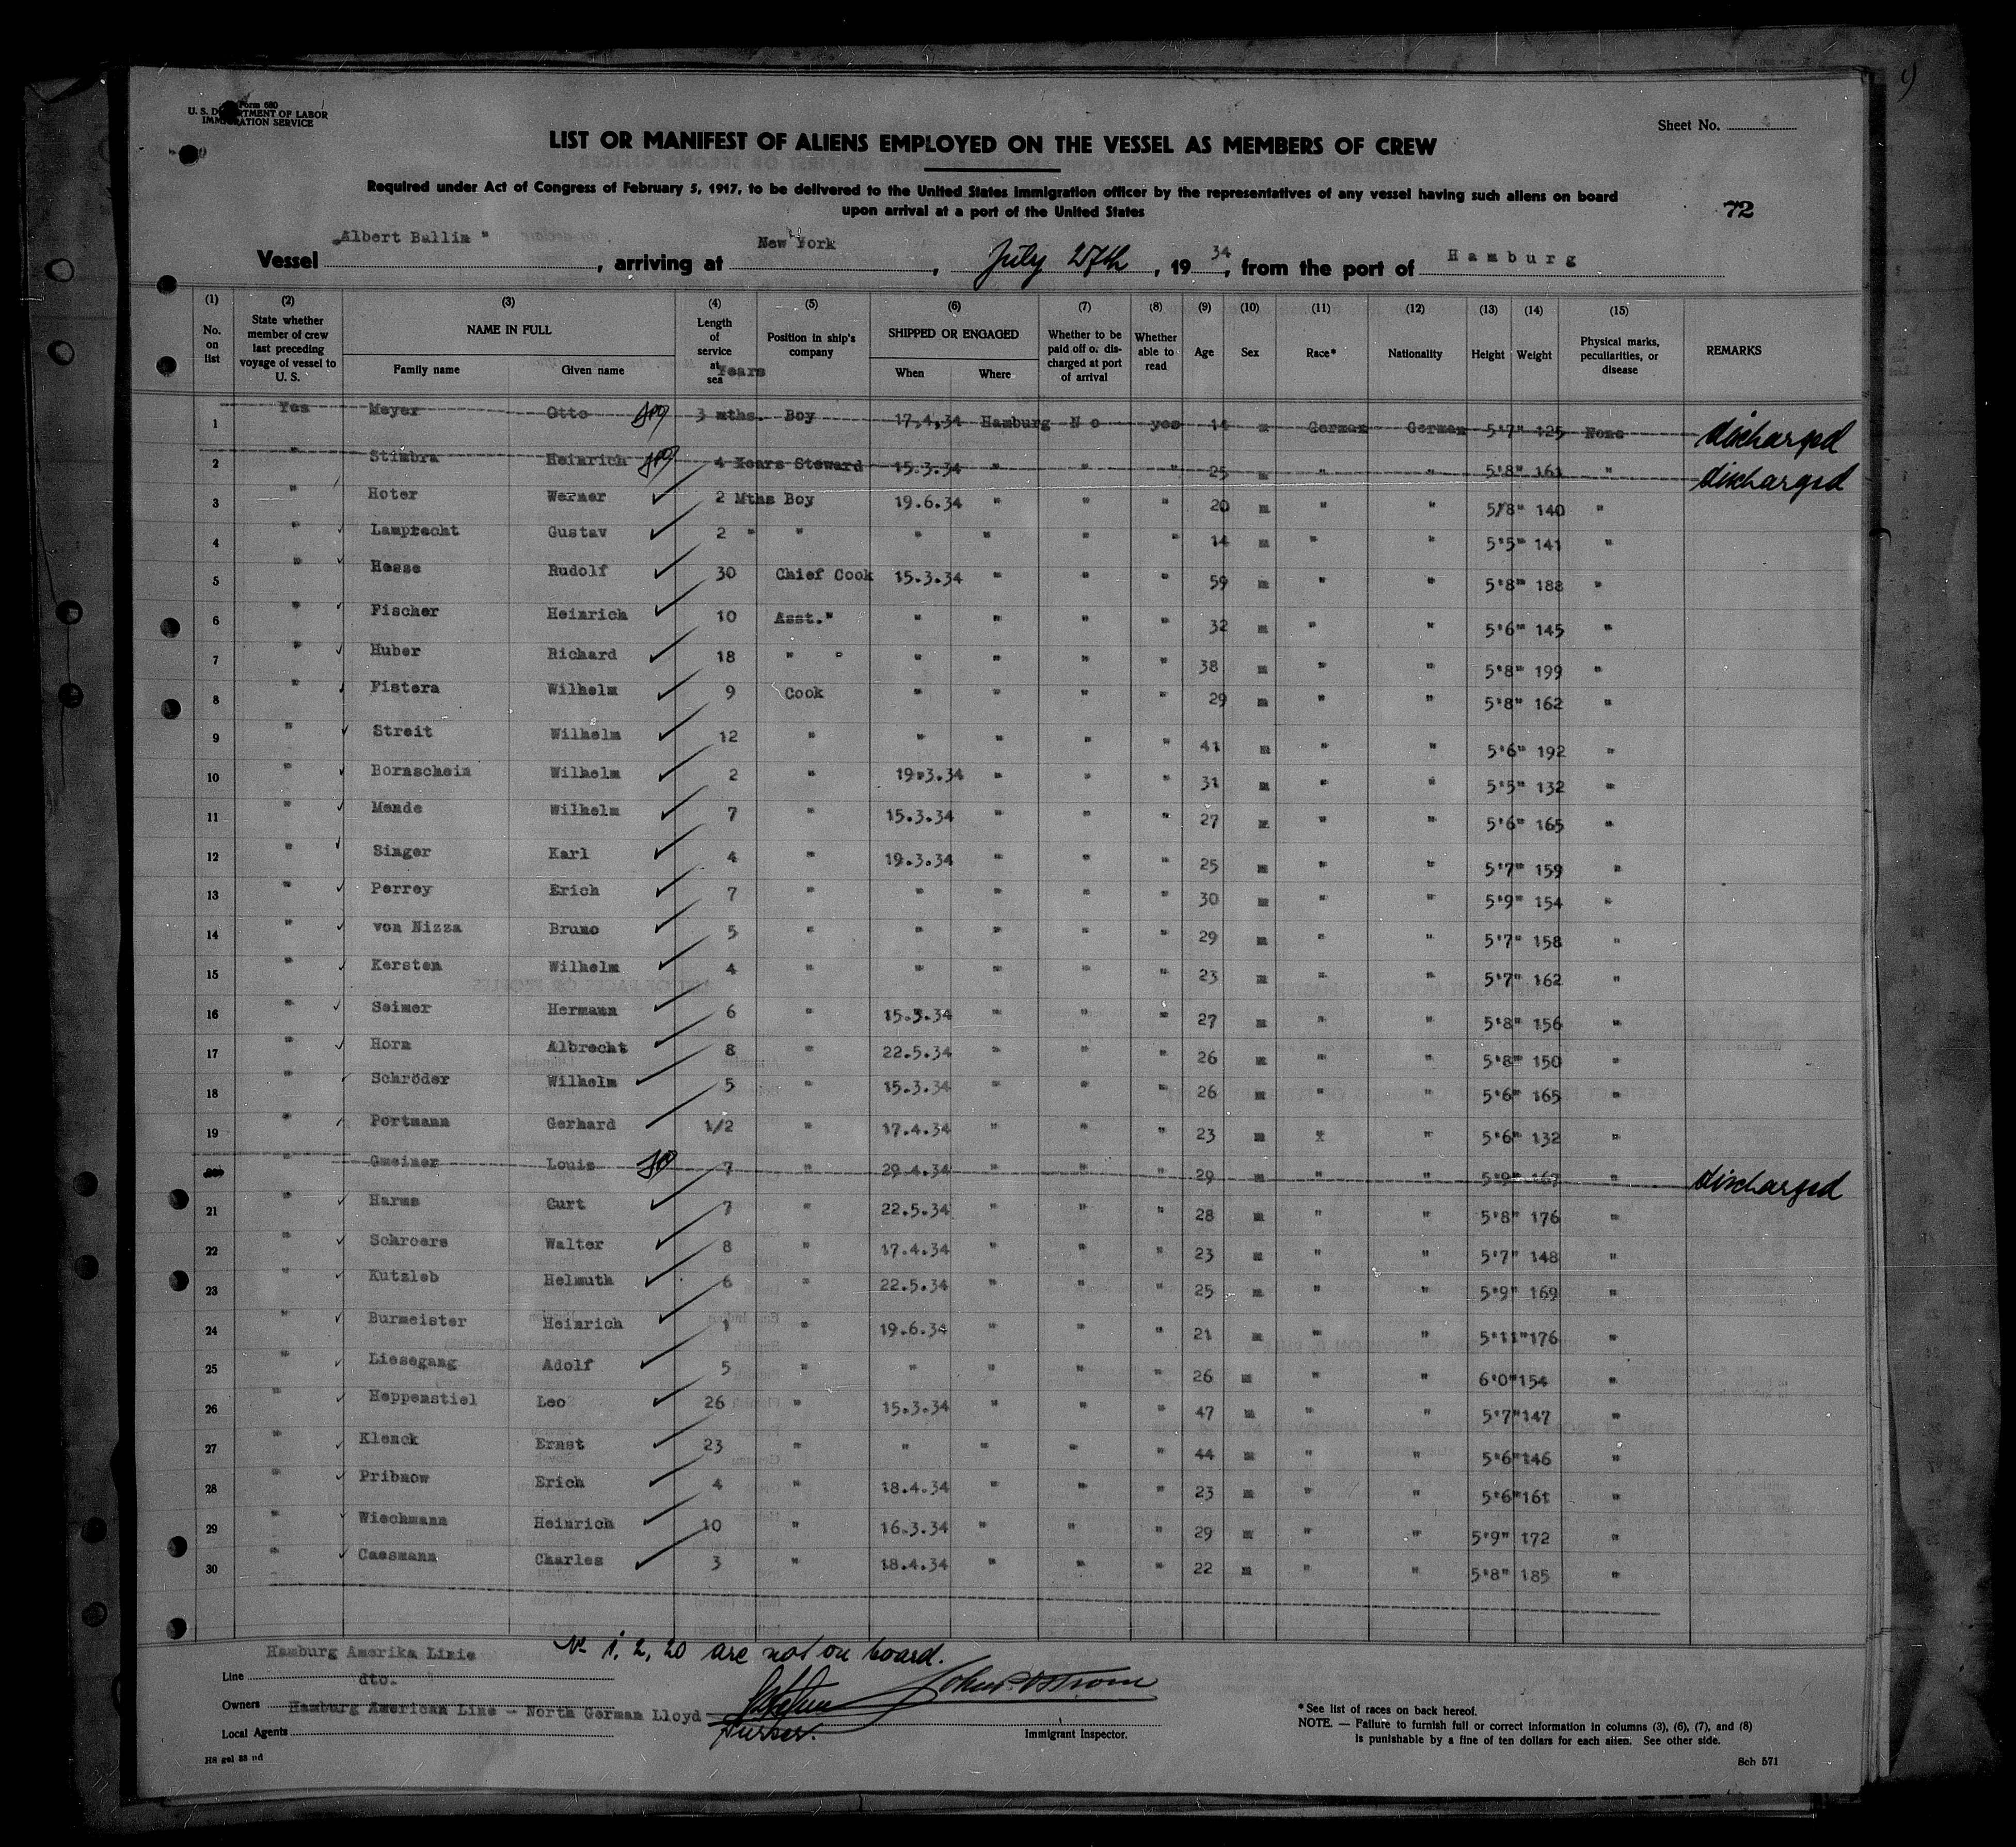 Form 680
U. S. DEPARTMENT OF LABOR
IMMIGRATION SERVICE
Sheet No. 4
LIST OR MANIFEST OF ALIENS EMPLOYED ON THE VESSEL AS MEMBERS OF CREW
Required under Act of Congress of February 5, 1917, to be delivered to the United States immigration officer by the representatives of any vessel having such aliens on board
upon arrival at a port of the United States
72
Vessel „Albert Ballin", arriving at New York, July 27th, 1934, from the port of Hamburg
(1) (2) (3) (4) (5) (6) (7) (8) (9) (10) (11) (12) (13) (14) (15)
No. on list | State whether member of crew last preceding voyage of vessel to U. S. | NAME IN FULL Family name Given name | Length of service at sea Years | Position in ship's company | SHIPPED OR ENGAGED When Where | Whether to be paid off or discharged at port of arrival | Whether able to read | Age | Sex | Race* | Nationality | Height | Weight | Physical marks, peculiarities, or disease | REMARKS
1 Yes Meyer Otto 3 mths. Boy 17.4.34 Hamburg No yes 14 m German German 5'7" 125 None discharged
2 " Stimbra Heinrich 4 Years Steward 15.3.34 " " " 25 m " " 5'8" 161 " discharged
3 " Hoter Werner 2 Mths Boy 19.6.34 " " " 20 m " " 5'8" 140 "
4 " Lamprecht Gustav 2 " " " " " " 14 m " " 5'5" 141 "
5 " Hesse Rudolf 30 Chief Cook 15.3.34 " " " 59 m " " 5'8" 188 "
6 " Fischer Heinrich 10 Asst." " " " " 32 m " " 5'6" 145 "
7 " Huber Richard 18 " " " " " " 38 m " " 5'8" 199 "
8 " Fistera Wilhelm 9 Cook " " " " 29 m " " 5'8" 162 "
9 " Streit Wilhelm 12 " " " " " 41 m " " 5'6" 192 "
10 " Bornschein Wilhelm 2 " 19.3.34 " " " 31 m " " 5'5" 132 "
11 " Mende Wilhelm 7 " 15.3.34 " " " 27 m " " 5'6" 165 "
12 " Singer Karl 4 " 19.3.34 " " " 25 m " " 5'7" 159 "
13 " Perrey Erich 7 " " " " " 30 m " " 5'9" 154 "
14 " von Nizza Bruno 5 " " " " " 29 m " " 5'7" 158 "
15 " Kersten Wilhelm 4 " " " " " 23 m " " 5'7" 162 "
16 " Seimer Hermann 6 " 15.3.34 " " " 27 m " " 5'8" 156 "
17 " Horn Albrecht 8 " 22.5.34 " " " 26 m " " 5'8" 150 "
18 " Schröder Wilhelm 5 " 15.3.34 " " " 26 m " " 5'6" 165 "
19 " Portmann Gerhard 1/2 " 17.4.34 " " " 23 m " " 5'6" 132 "
20 " Gmeiner Louis 7 " 29.4.34 " " " 29 m " " 5'9" 167 " discharged
21 " Harms Curt 7 " 22.5.34 " " " 28 m " " 5'8" 176 "
22 " Schroers Walter 8 " 17.4.34 " " " 23 m " " 5'7" 148 "
23 " Kutzleb Helmuth 6 " 22.5.34 " " " 25 m " " 5'9" 169 "
24 " Burmeister Heinrich 1 " 19.6.34 " " " 21 m " " 5'11" 176 "
25 " Liesegang Adolf 5 " " " " " 26 m " " 6'0" 154 "
26 " Heppenstiel Leo 26 " 15.3.34 " " " 47 m " " 5'7" 147 "
27 " Klenck Ernst 23 " " " " " 44 m " " 5'6" 146 "
28 " Pribnow Erich 4 " 18.4.34 " " " 23 m " " 5'6" 161 "
29 " Wiechmann Heinrich 10 " 16.3.34 " " " 29 m " " 5'9" 172 "
30 " Caesmann Charles 3 " 18.4.34 " " " 22 m " " 5'8" 185 "
No 1, 2, 20 are not on board.
Line Hamburg Amerika Linie
Owners dto.
Local Agents Hamburg American Line - North German Lloyd
Purser.
Immigrant Inspector.
*See list of races on back hereof.
NOTE. — Failure to furnish full or correct information in columns (3), (6), (7), and (8)
is punishable by a fine of ten dollars for each alien. See other side.
Sch 571